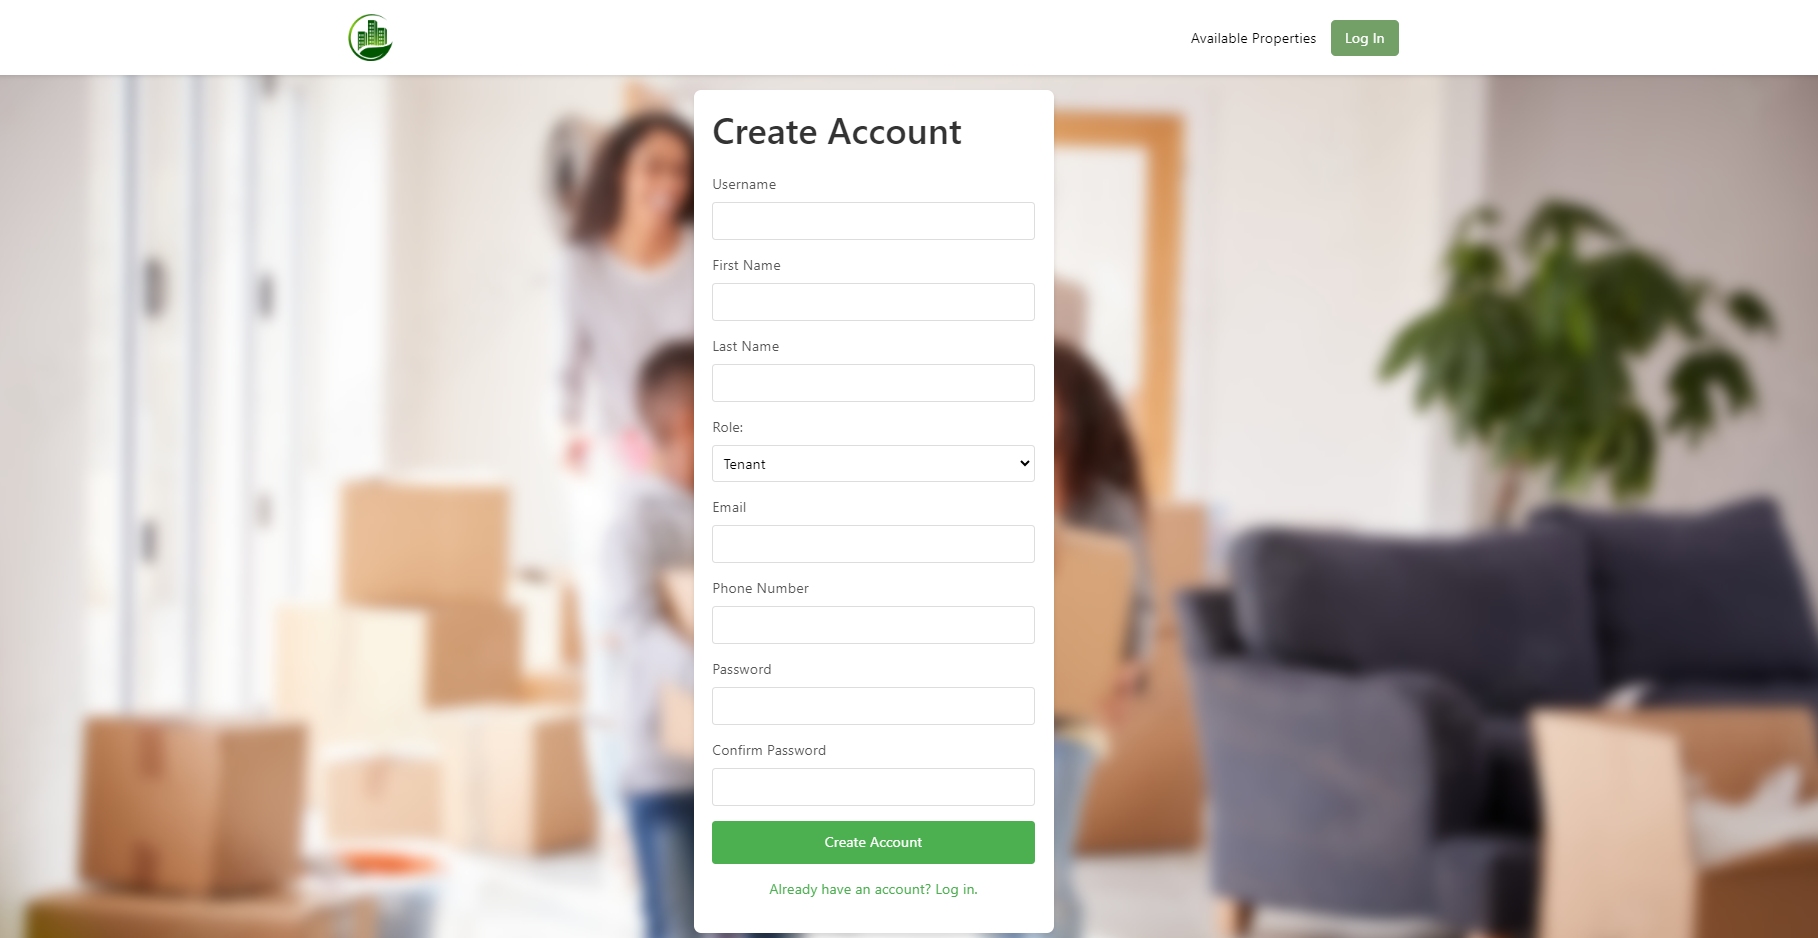 Available Properties
Log In
Create Account
Username
First Name
Last Name
Role:
Tenant
Email
Phone Number
Password
Confirm Password
Create Account
Already have an account? Log in.